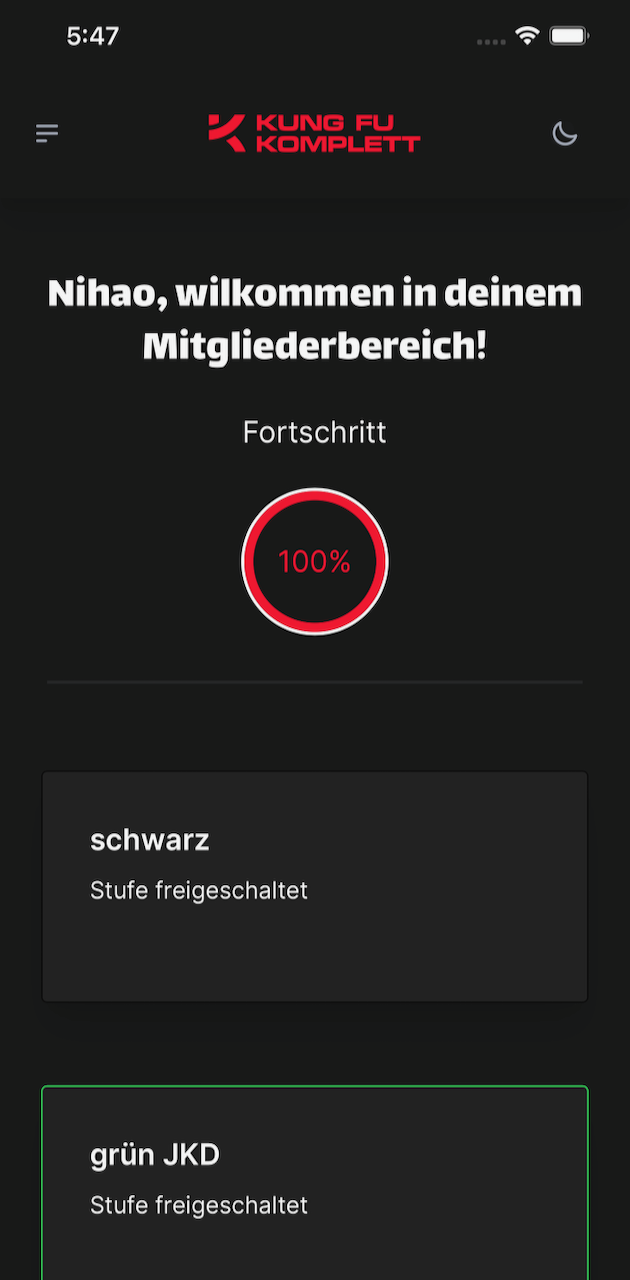 5:47
KUNG FU
KOMPLETT
Nihao, wilkommen in deinem
Mitgliederbereich!
Fortschritt
100%
schwarz
Stufe freigeschaltet
grün JKD
Stufe freigeschaltet